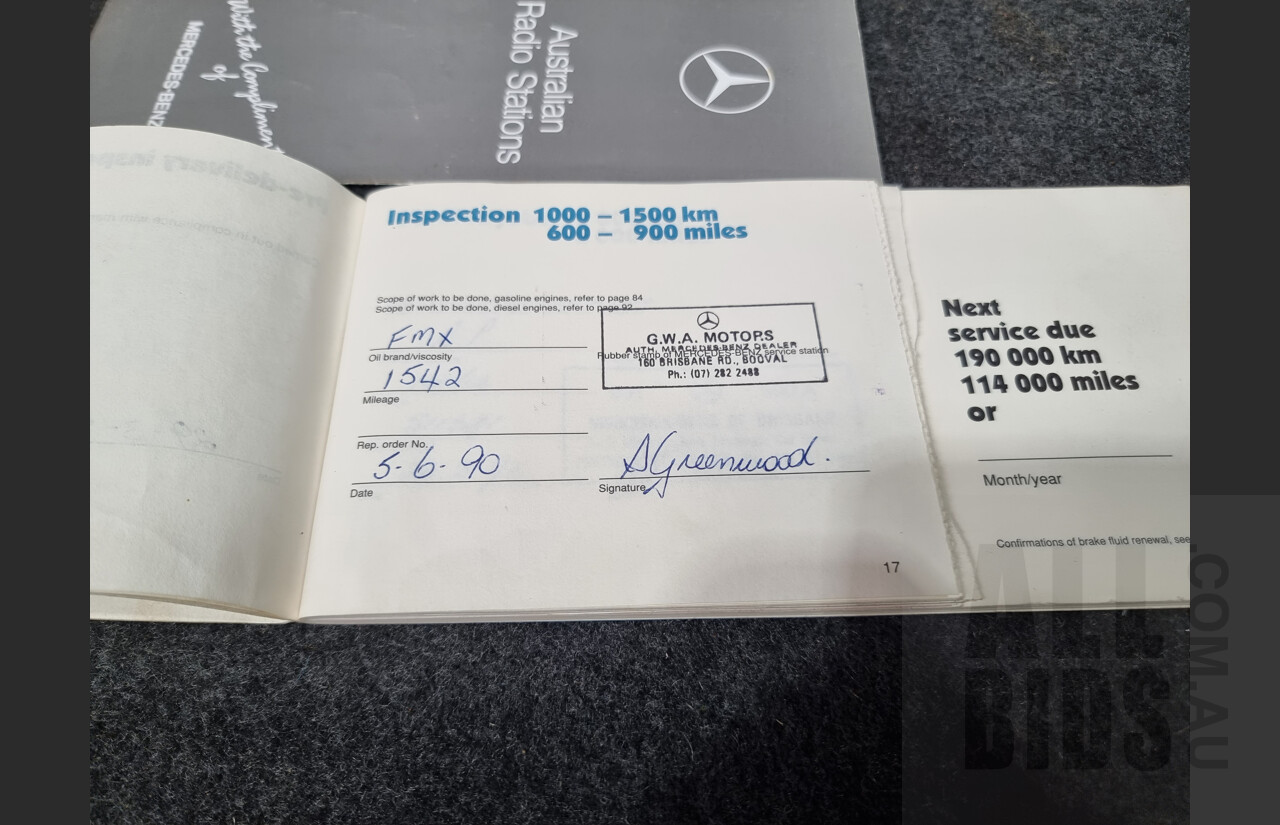 With the Compliments
of
MERCEDES-BENZ
Australian
Radio Stations
Inspection 1000 – 1500 km
600 – 900 miles
Scope of work to be done, gasoline engines, refer to page 84
Scope of work to be done, diesel engines, refer to page 92
FMX
Oil brand/viscosity
1542
Mileage
Rep. order No.
5-6-90
Date
G.W.A. MOTORS
AUTH. MERCEDES-BENZ DEALER
Rubber stamp of MERCEDES-BENZ service station
160 BRISBANE RD., BOOVAL
Ph.: (07) 282 2488
AGreenwood.
Signature
17
Next
service due
190 000 km
114 000 miles
or
Month/year
Confirmations of brake fluid renewal, see
ALL
BIDS
.COM.AU